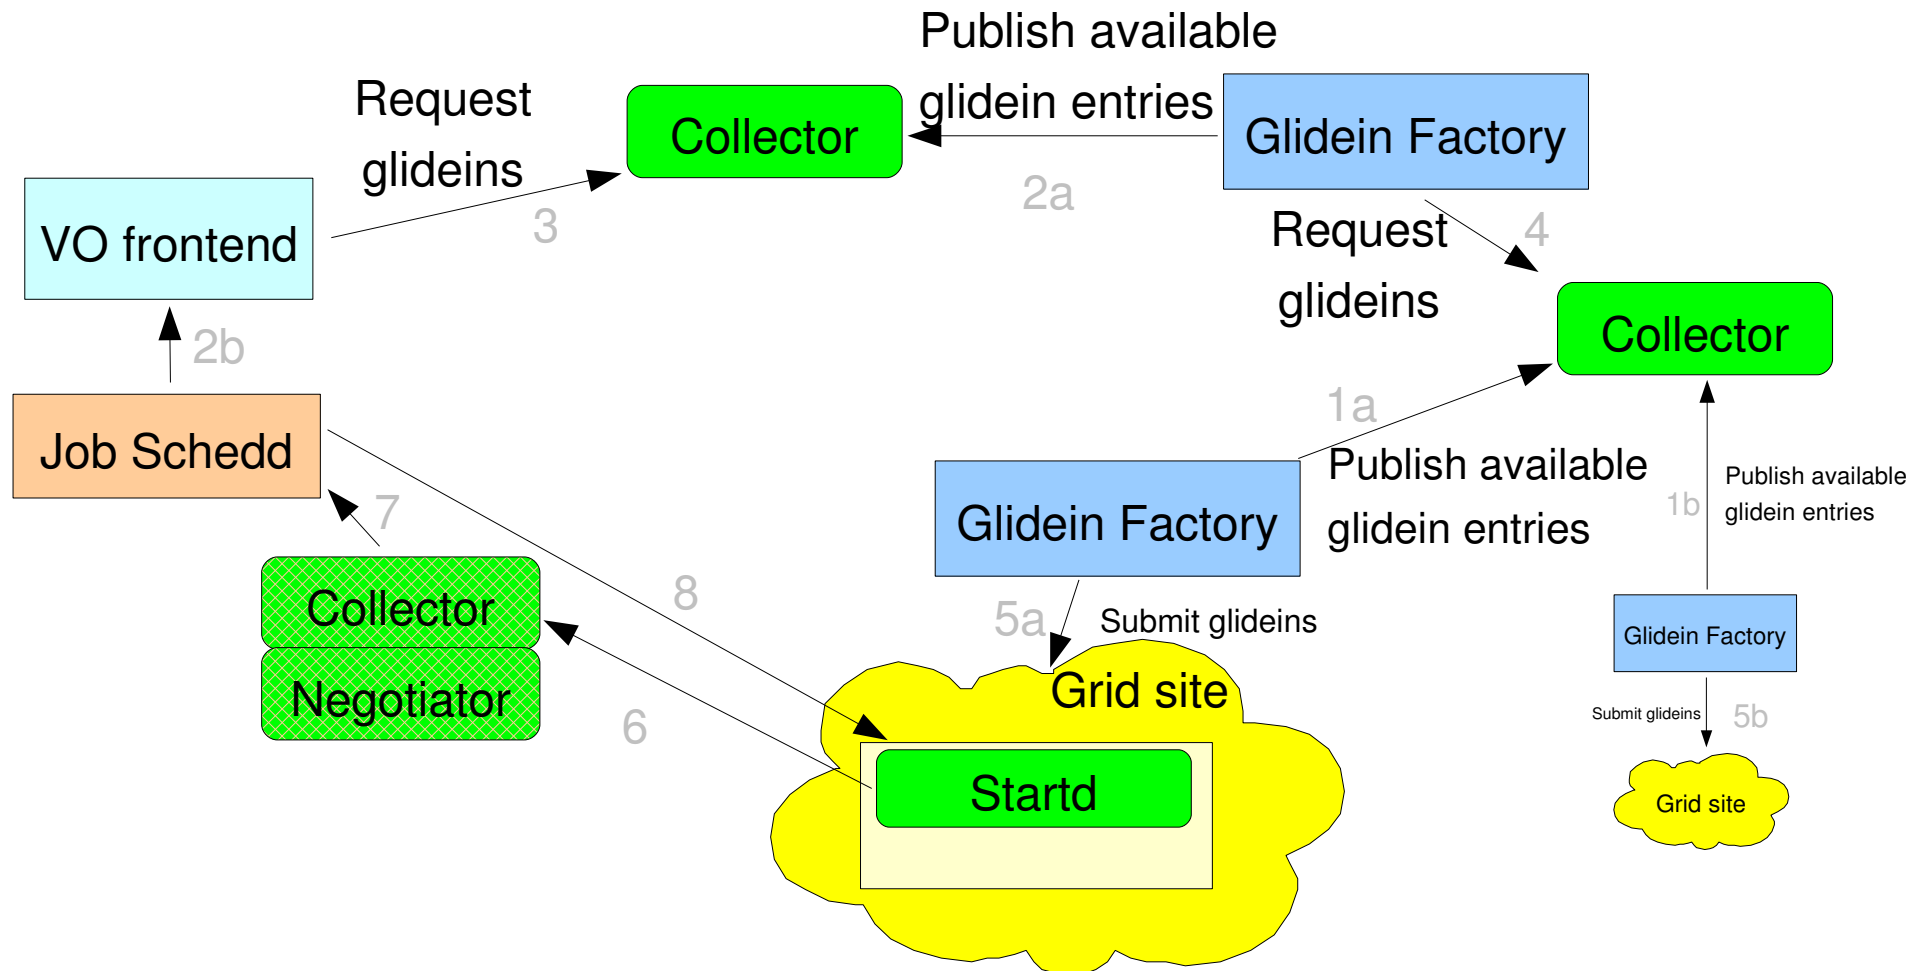 Publish available
glidein entries
Request
glideins
Collector
Glidein Factory
2a
3
VO frontend
Request
glideins
4
2b
Collector
Job Schedd
1a
Publish available
glidein entries
Publish available
glidein entries
1b
7
Glidein Factory
Collector
8
5a
Submit glideins
Glidein Factory
Negotiator
6
Grid site
Submit glideins
5b
Startd
Grid site